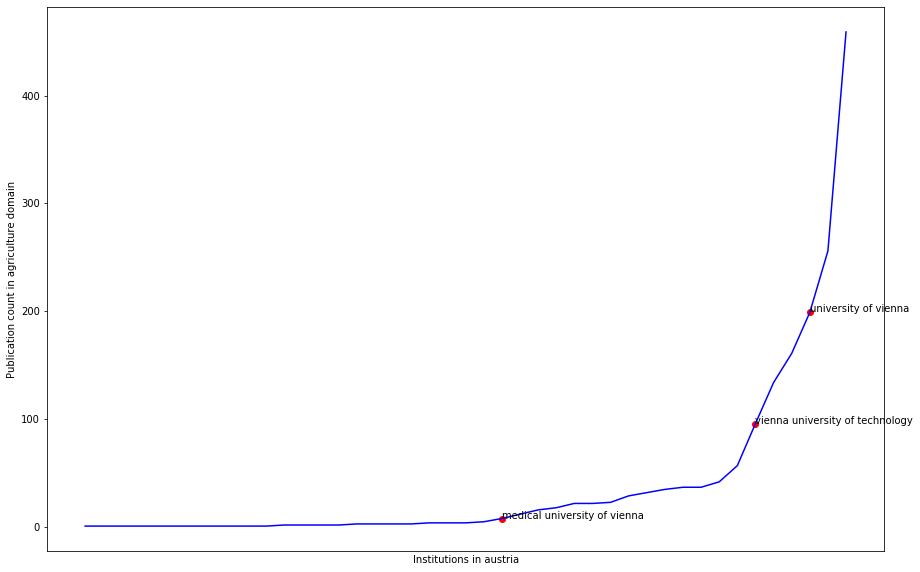 400
300
university of vienna
200
vienna university of technology
100
medical university of vienna
0
Publication count in agriculture domain
Institutions in austria